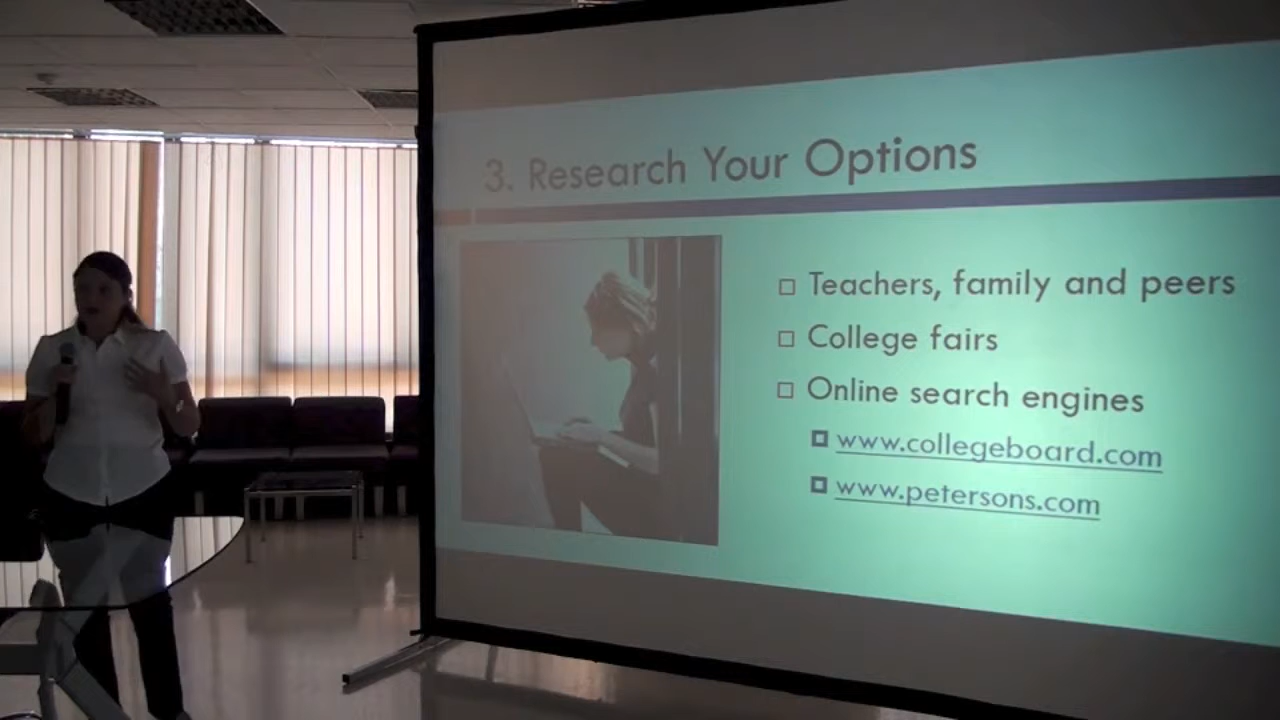 3. Research Your Options
Teachers, family and peers
College fairs
Online search engines
www.collegeboard.com
www.petersons.com